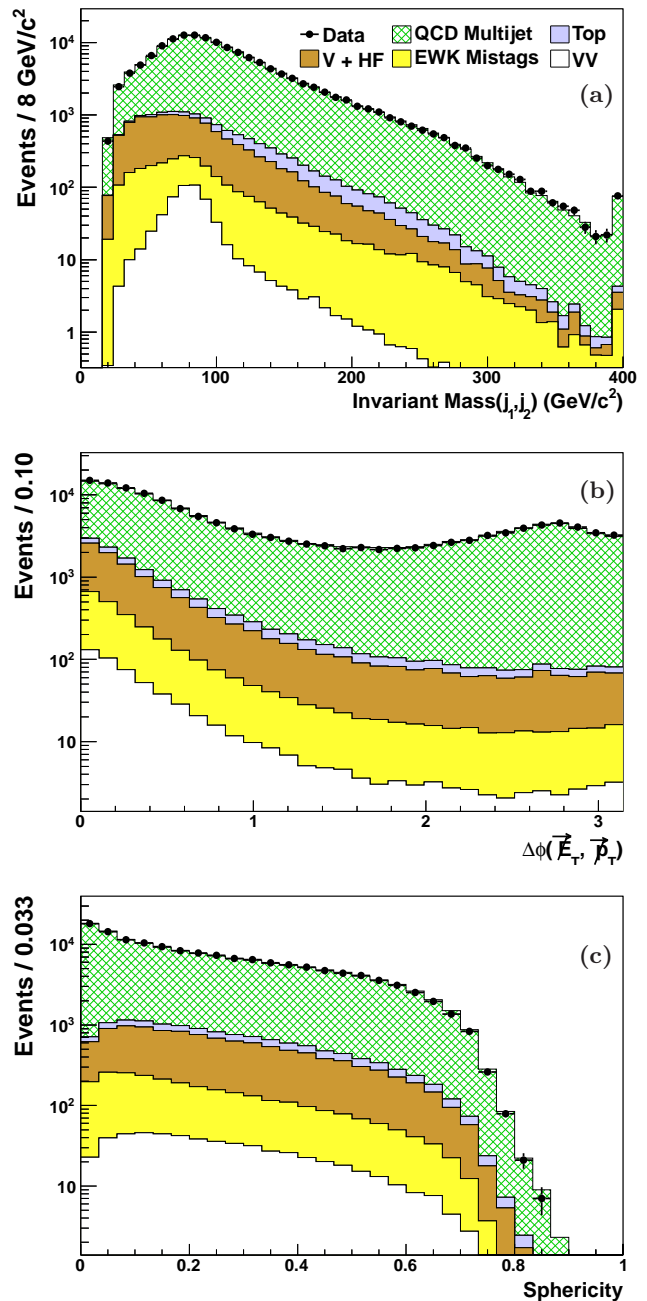 Events / 8 GeV/c²
10⁴
10³
10²
10
1
Data
QCD Multijet
Top
V + HF
EWK Mistags
VV
(a)
0 100 200 300 400
Invariant Mass(j₁,j₂) (GeV/c²)
Events / 0.10
10⁴
10³
10²
10
(b)
0 1 2 3
Δϕ(E̸⃗_T, p̸⃗_T)
Events / 0.033
10⁴
10³
10²
10
(c)
0 0.2 0.4 0.6 0.8 1
Sphericity